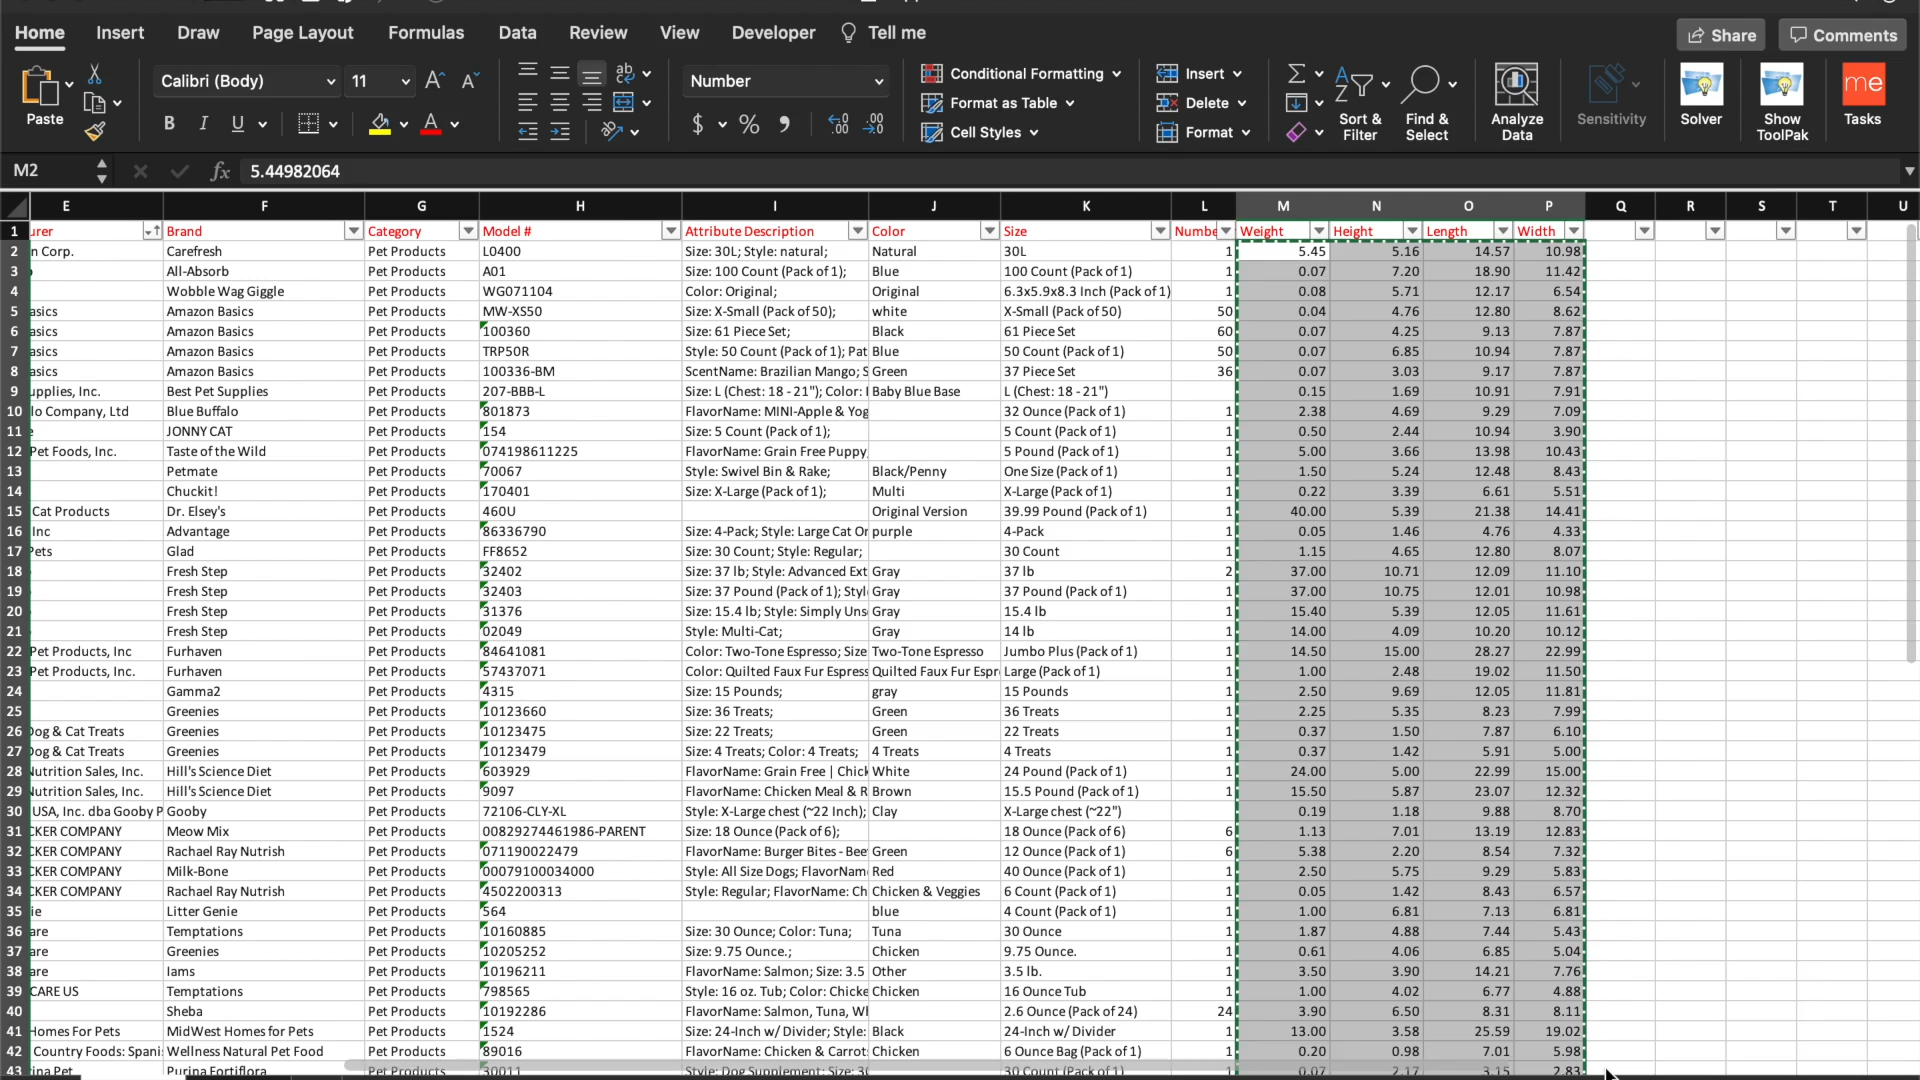 Home Insert Draw Page Layout Formulas Data Review View Developer Tell me Share Comments
Paste Calibri (Body) 11 Number Conditional Formatting Format as Table Cell Styles Insert Delete Format Sort & Filter Find & Select Analyze Data Sensitivity Solver Show ToolPak me Tasks
B I U A $ %
M2 fx 5.44982064
E F G H I J K L M N O P Q R S T U
1 urer Brand Category Model # Attribute Description Color Size Numbe Weight Height Length Width
2 n Corp. Carefresh Pet Products L0400 Size: 30L; Style: natural; Natural 30L 1 5.45 5.16 14.57 10.98
3 All-Absorb Pet Products A01 Size: 100 Count (Pack of 1); Blue 100 Count (Pack of 1) 1 0.07 7.20 18.90 11.42
4 Wobble Wag Giggle Pet Products WG071104 Color: Original; Original 6.3x5.9x8.3 Inch (Pack of 1) 1 0.08 5.71 12.17 6.54
5 asics Amazon Basics Pet Products MW-XS50 Size: X-Small (Pack of 50); white X-Small (Pack of 50) 50 0.04 4.76 12.80 8.62
6 asics Amazon Basics Pet Products 100360 Size: 61 Piece Set; Black 61 Piece Set 60 0.07 4.25 9.13 7.87
7 asics Amazon Basics Pet Products TRP50R Style: 50 Count (Pack of 1); Pat Blue 50 Count (Pack of 1) 50 0.07 6.85 10.94 7.87
8 asics Amazon Basics Pet Products 100336-BM ScentName: Brazilian Mango; S Green 37 Piece Set 36 0.07 3.03 9.17 7.87
9 upplies, Inc. Best Pet Supplies Pet Products 207-BBB-L Size: L (Chest: 18 - 21"); Color: Baby Blue Base L (Chest: 18 - 21") 0.15 1.69 10.91 7.91
10 lo Company, Ltd Blue Buffalo Pet Products 801873 FlavorName: MINI-Apple & Yog 32 Ounce (Pack of 1) 1 2.38 4.69 9.29 7.09
11 JONNY CAT Pet Products 154 Size: 5 Count (Pack of 1); 5 Count (Pack of 1) 1 0.50 2.44 10.94 3.90
12 Pet Foods, Inc. Taste of the Wild Pet Products 074198611225 FlavorName: Grain Free Puppy, 5 Pound (Pack of 1) 1 5.00 3.66 13.98 10.43
13 Petmate Pet Products 70067 Style: Swivel Bin & Rake; Black/Penny One Size (Pack of 1) 1 1.50 5.24 12.48 8.43
14 Chuckit! Pet Products 170401 Size: X-Large (Pack of 1); Multi X-Large (Pack of 1) 1 0.22 3.39 6.61 5.51
15 Cat Products Dr. Elsey's Pet Products 460U Original Version 39.99 Pound (Pack of 1) 1 40.00 5.39 21.38 14.41
16 Inc Advantage Pet Products 86336790 Size: 4-Pack; Style: Large Cat Or purple 4-Pack 1 0.05 1.46 4.76 4.33
17 Pets Glad Pet Products FF8652 Size: 30 Count; Style: Regular; 30 Count 1 1.15 4.65 12.80 8.07
18 Fresh Step Pet Products 32402 Size: 37 lb; Style: Advanced Ext Gray 37 lb 2 37.00 10.71 12.09 11.10
19 Fresh Step Pet Products 32403 Size: 37 Pound (Pack of 1); Styl Gray 37 Pound (Pack of 1) 1 37.00 10.75 12.01 10.98
20 Fresh Step Pet Products 31376 Size: 15.4 lb; Style: Simply Uns Gray 15.4 lb 1 15.40 5.39 12.05 11.61
21 Fresh Step Pet Products 02049 Style: Multi-Cat; Gray 14 lb 1 14.00 4.09 10.20 10.12
22 Pet Products, Inc Furhaven Pet Products 84641081 Color: Two-Tone Espresso; Size Two-Tone Espresso Jumbo Plus (Pack of 1) 1 14.50 15.00 28.27 22.99
23 Pet Products, Inc. Furhaven Pet Products 57437071 Color: Quilted Faux Fur Espress Quilted Faux Fur Espr Large (Pack of 1) 1 1.00 2.48 19.02 11.50
24 Gamma2 Pet Products 4315 Size: 15 Pounds; gray 15 Pounds 1 2.50 9.69 12.05 11.81
25 Greenies Pet Products 10123660 Size: 36 Treats; Green 36 Treats 1 2.25 5.35 8.23 7.99
26 Dog & Cat Treats Greenies Pet Products 10123475 Size: 22 Treats; Green 22 Treats 1 0.37 1.50 7.87 6.10
27 Dog & Cat Treats Greenies Pet Products 10123479 Size: 4 Treats; Color: 4 Treats; 4 Treats 4 Treats 1 0.37 1.42 5.91 5.00
28 Nutrition Sales, Inc. Hill's Science Diet Pet Products 603929 FlavorName: Grain Free | Chick White 24 Pound (Pack of 1) 1 24.00 5.00 22.99 15.00
29 Nutrition Sales, Inc. Hill's Science Diet Pet Products 9097 FlavorName: Chicken Meal & R Brown 15.5 Pound (Pack of 1) 1 15.50 5.87 23.07 12.32
30 USA, Inc. dba Gooby P Gooby Pet Products 72106-CLY-XL Style: X-Large chest (~22 Inch); Clay X-Large chest (~22") 0.19 1.18 9.88 8.70
31 CKER COMPANY Meow Mix Pet Products 00829274461986-PARENT Size: 18 Ounce (Pack of 6); 18 Ounce (Pack of 6) 6 1.13 7.01 13.19 12.83
32 CKER COMPANY Rachael Ray Nutrish Pet Products 071190022479 FlavorName: Burger Bites - Bee Green 12 Ounce (Pack of 1) 6 5.38 2.20 8.54 7.32
33 CKER COMPANY Milk-Bone Pet Products 00079100034000 Style: All Size Dogs; FlavorNam Red 40 Ounce (Pack of 1) 1 2.50 5.75 9.29 5.83
34 CKER COMPANY Rachael Ray Nutrish Pet Products 4502200313 Style: Regular; FlavorName: Ch Chicken & Veggies 6 Count (Pack of 1) 1 0.05 1.42 8.43 6.57
35 ie Litter Genie Pet Products 564 blue 4 Count (Pack of 1) 1 1.00 6.81 7.13 6.81
36 are Temptations Pet Products 10160885 Size: 30 Ounce; Color: Tuna; Tuna 30 Ounce 1 1.87 4.88 7.44 5.43
37 are Greenies Pet Products 10205252 Size: 9.75 Ounce.; Chicken 9.75 Ounce. 1 0.61 4.06 6.85 5.04
38 are Iams Pet Products 10196211 FlavorName: Salmon; Size: 3.5 Other 3.5 lb. 1 3.50 3.90 14.21 7.76
39 CARE US Temptations Pet Products 798565 Style: 16 oz. Tub; Color: Chicke Chicken 16 Ounce Tub 1 1.00 4.02 6.77 4.88
40 Sheba Pet Products 10192286 FlavorName: Salmon, Tuna, Wh 2.6 Ounce (Pack of 24) 24 3.90 6.50 8.31 8.11
41 Homes For Pets MidWest Homes for Pets Pet Products 1524 Size: 24-Inch w/ Divider; Style: Black 24-Inch w/ Divider 1 13.00 3.58 25.59 19.02
42 Country Foods: Spani Wellness Natural Pet Food Pet Products 89016 FlavorName: Chicken & Carrot Chicken 6 Ounce Bag (Pack of 1) 1 0.20 0.98 7.01 5.98
43 ina Pet Purina Fortiflora Pet Products 30011 Style: Dog Supplement; Size: 30 30 Count (Pack of 1) 1 0.07 2.17 3.15 2.83